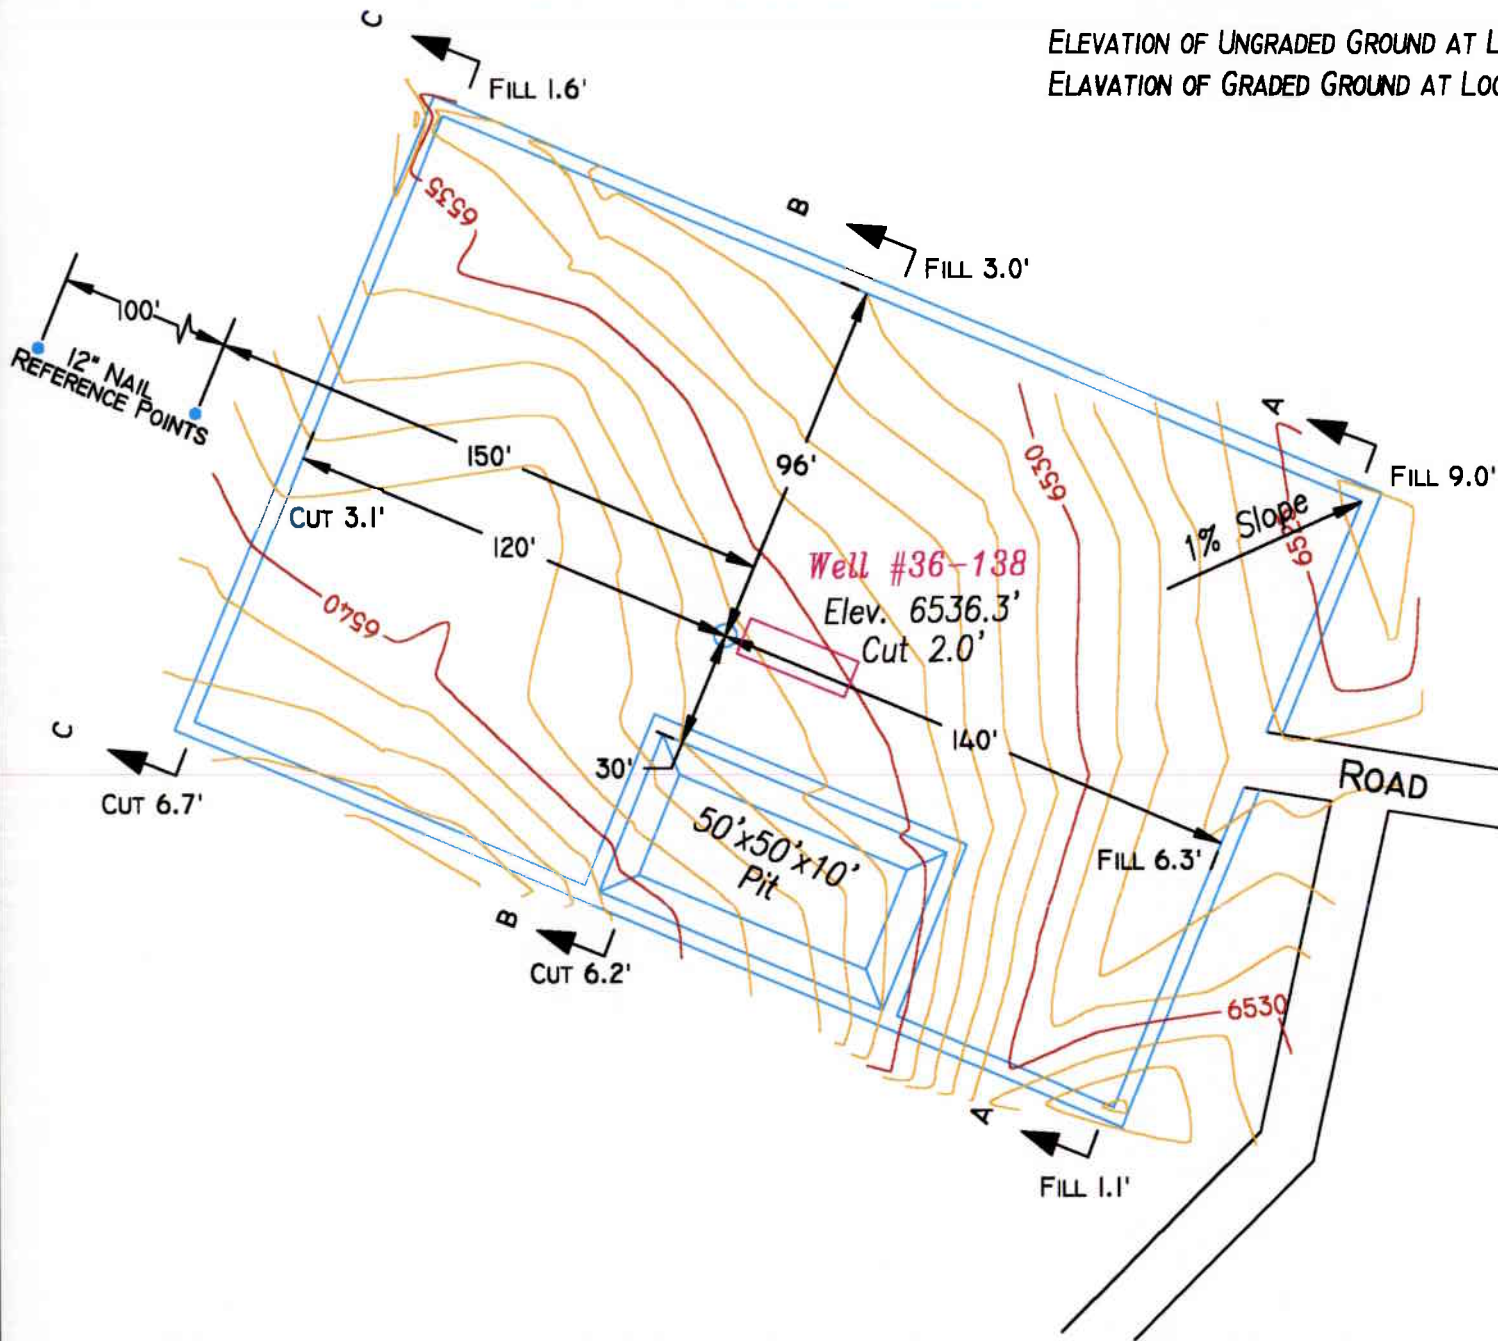 ELEVATION OF UNGRADED GROUND AT L
ELAVATION OF GRADED GROUND AT LO
C
FILL 1.6'
6535
B
FILL 3.0'
100'
12" NAIL
REFERENCE POINTS
150'
96'
6530
A
FILL 9.0'
1% Slope
CUT 3.1'
120'
Well #36-138
Elev. 6536.3'
Cut 2.0'
6540
140'
C
30'
ROAD
CUT 6.7'
50'x50'x10'
Pit
FILL 6.3'
B
CUT 6.2'
6530
A
FILL 1.1'